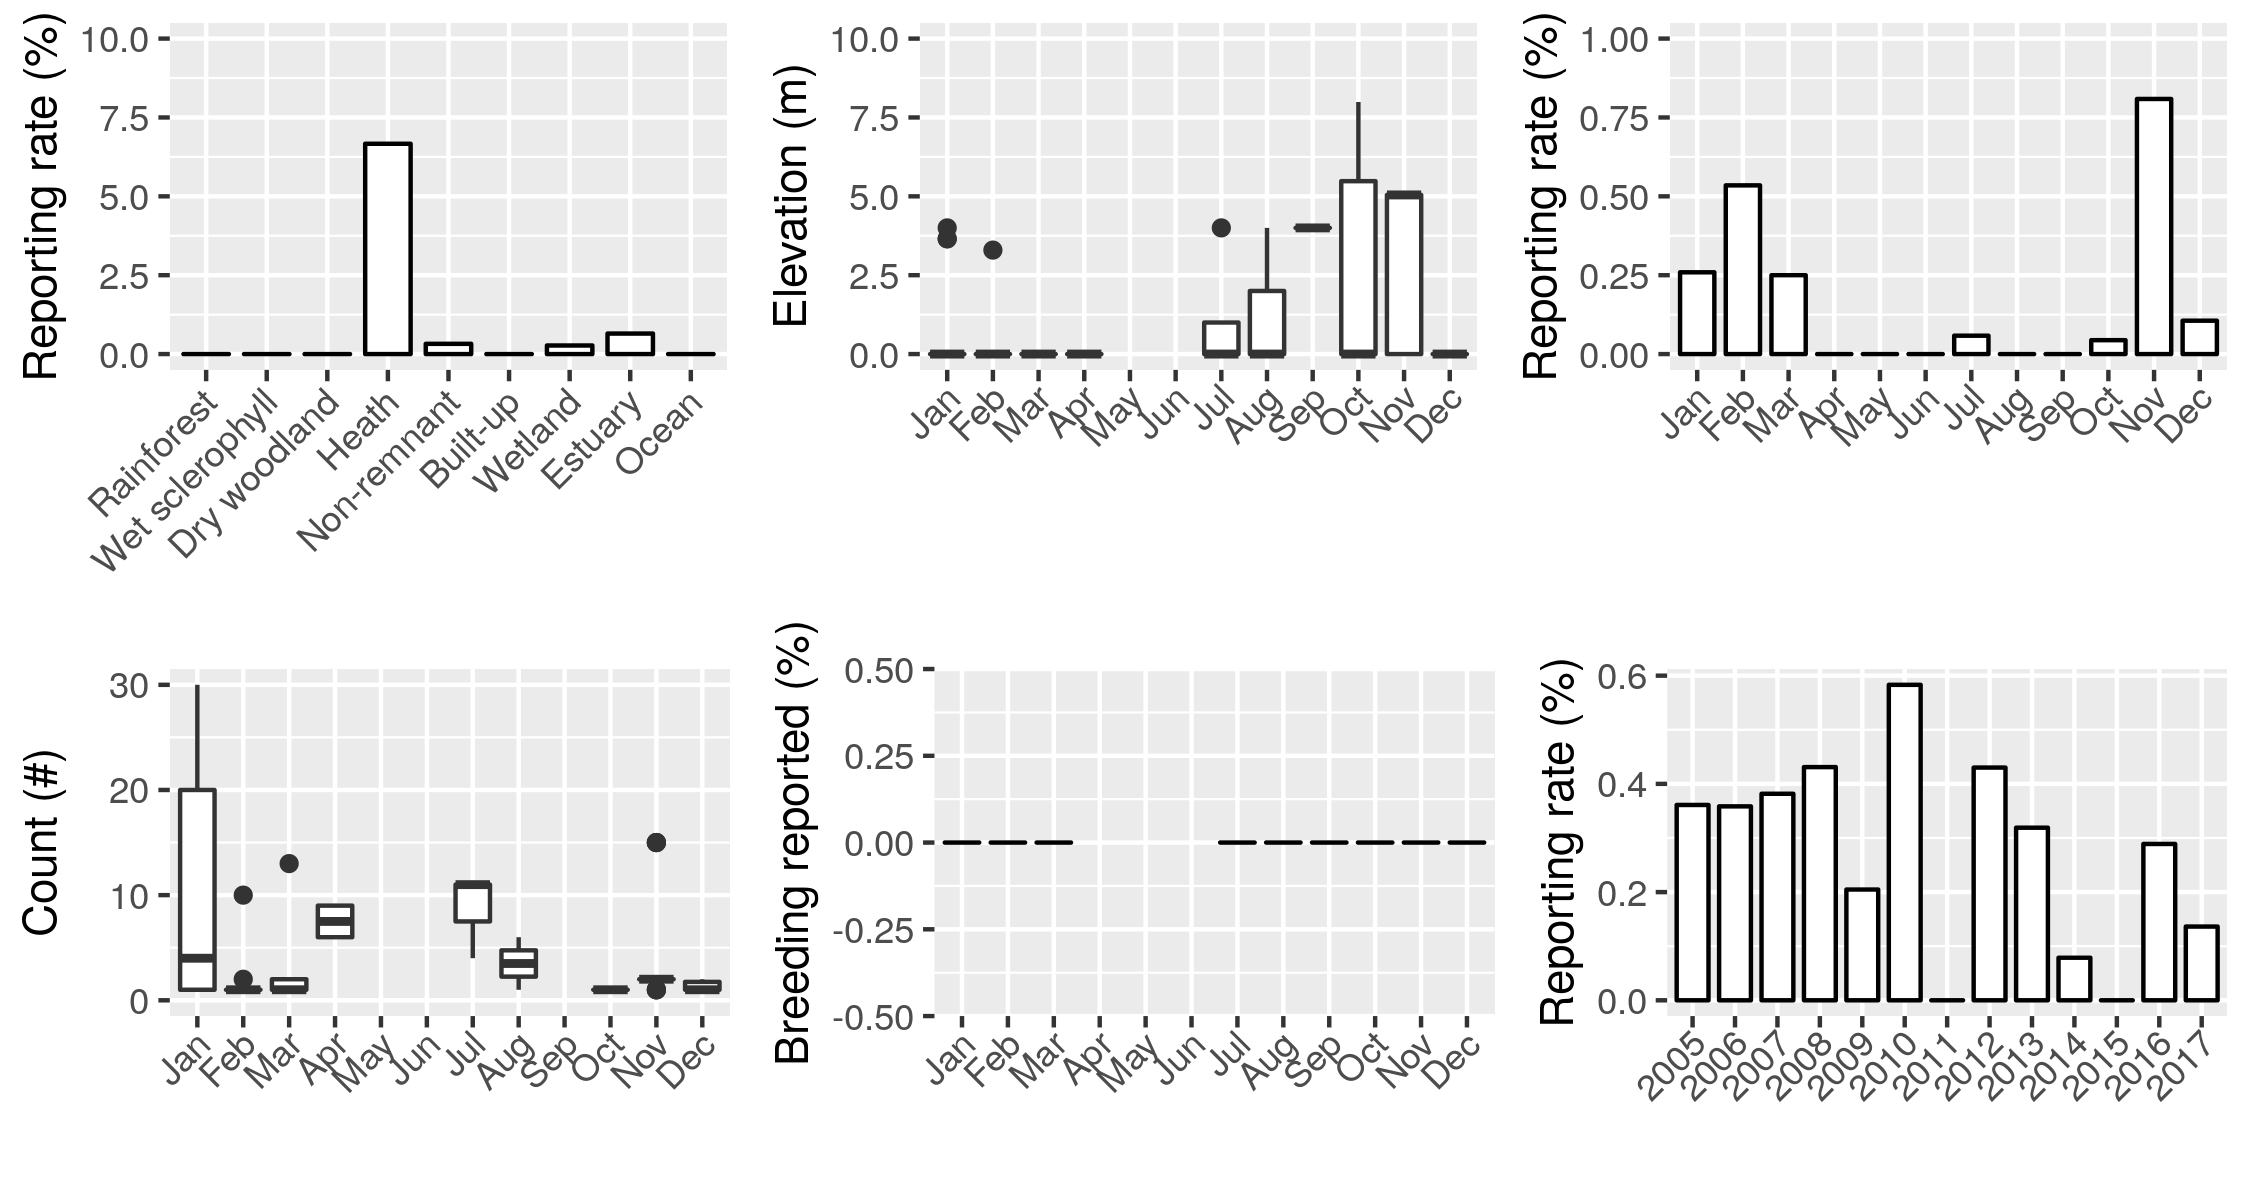 Reporting rate (%)
10.0
7.5
5.0
2.5
0.0
Rainforest
Wet sclerophyll
Dry woodland
Heath
Non-remnant
Built-up
Wetland
Estuary
Ocean
Elevation (m)
10.0
7.5
5.0
2.5
0.0
Jan
Feb
Mar
Apr
May
Jun
Jul
Aug
Sep
Oct
Nov
Dec
Reporting rate (%)
1.00
0.75
0.50
0.25
0.00
Jan
Feb
Mar
Apr
May
Jun
Jul
Aug
Sep
Oct
Nov
Dec
Count (#)
30
20
10
0
Jan
Feb
Mar
Apr
May
Jun
Jul
Aug
Sep
Oct
Nov
Dec
Breeding reported (%)
0.50
0.25
0.00
-0.25
-0.50
Jan
Feb
Mar
Apr
May
Jun
Jul
Aug
Sep
Oct
Nov
Dec
Reporting rate (%)
0.6
0.4
0.2
0.0
2005
2006
2007
2008
2009
2010
2011
2012
2013
2014
2015
2016
2017